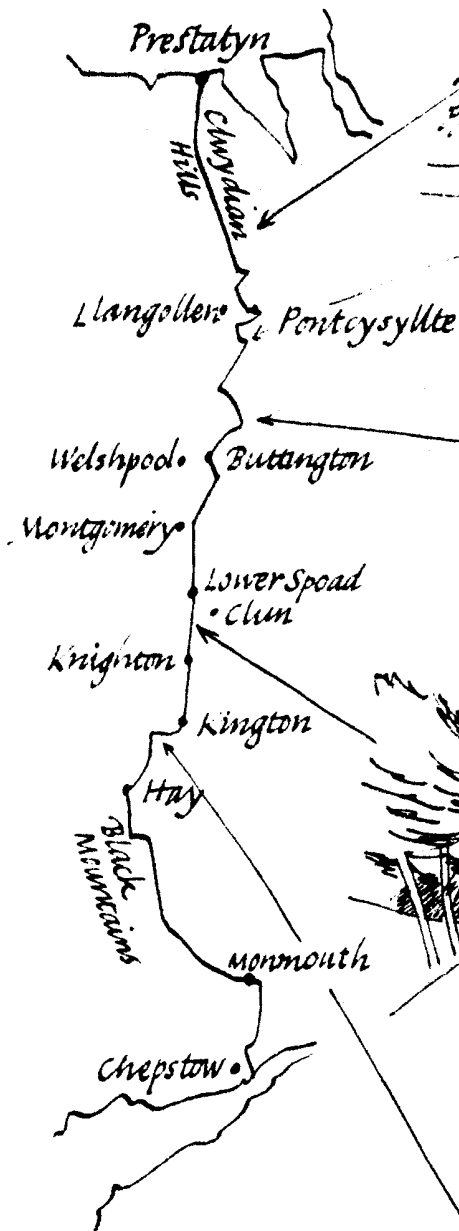 Prestatyn
Clwydian
Hills
Llangollen
Pontcysyllte
Welshpool
Buttington
Montgomery
Lower Spoad
Clun
Knighton
Kington
Hay
Black
Mountains
Monmouth
Chepstow